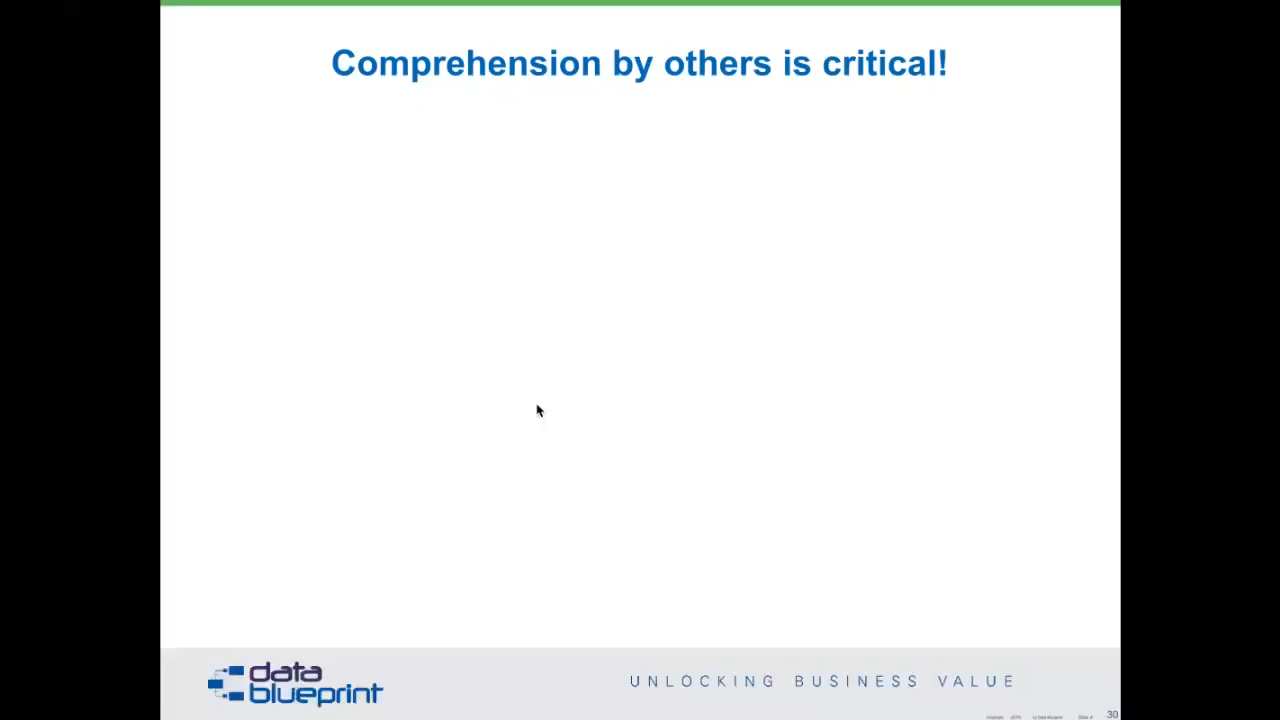 Comprehension by others is critical!
data
blueprint
UNLOCKING BUSINESS VALUE
30